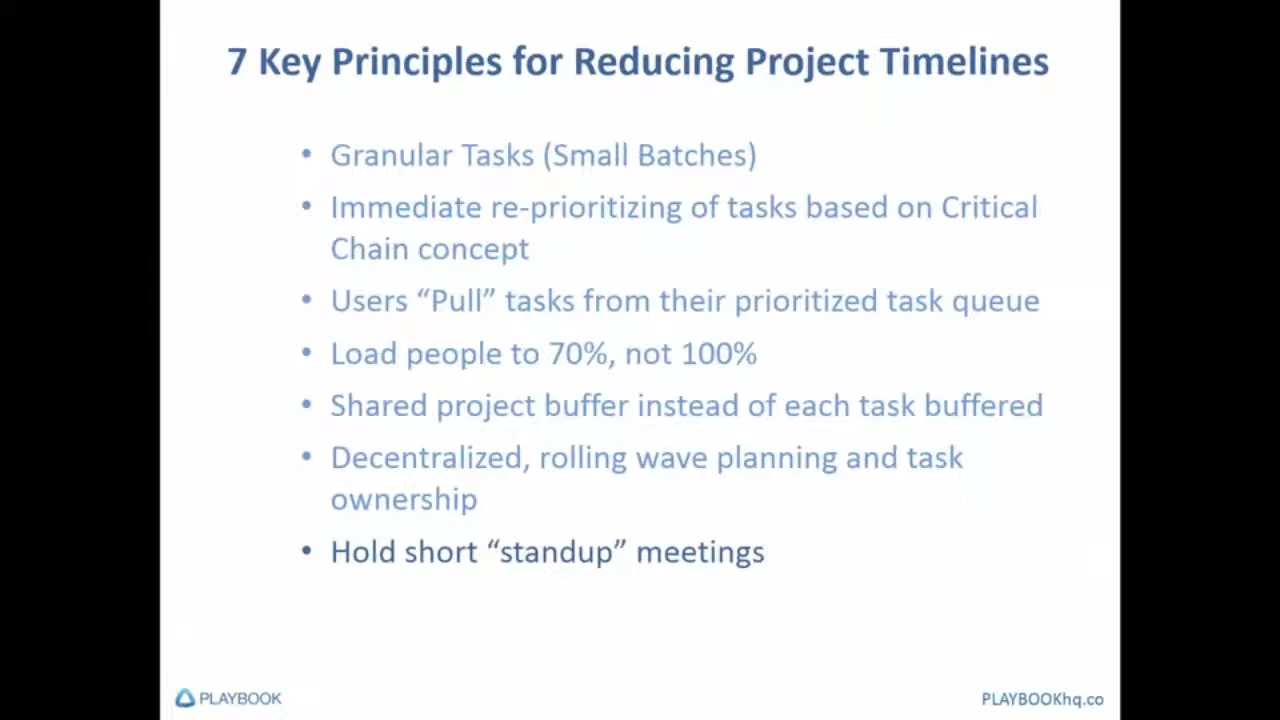 7 Key Principles for Reducing Project Timelines
• Granular Tasks (Small Batches)
• Immediate re-prioritizing of tasks based on Critical
Chain concept
• Users “Pull” tasks from their prioritized task queue
• Load people to 70%, not 100%
• Shared project buffer instead of each task buffered
• Decentralized, rolling wave planning and task
ownership
• Hold short “standup” meetings
PLAYBOOK
PLAYBOOKhq.co